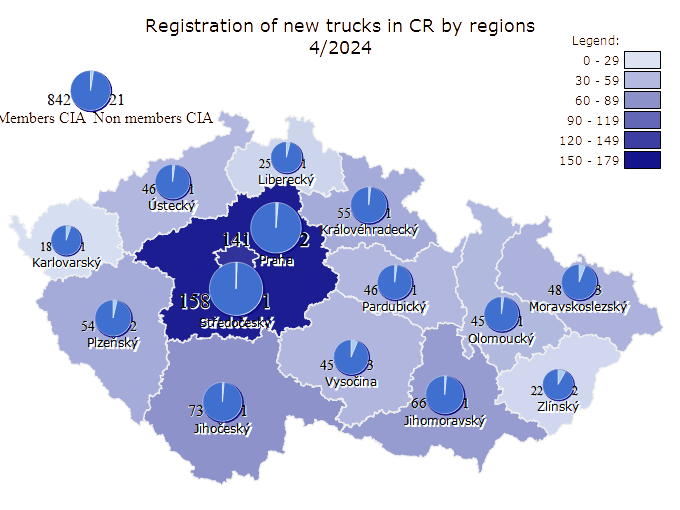 Registration of new trucks in CR by regions
4/2024
Legend:
0 - 29
30 - 59
60 - 89
90 - 119
120 - 149
150 - 179
842 21
Members CIA Non members CIA
25 1
Liberecký
46 1
Ústecký
55 1
Královéhradecký
141 2
Praha
18 1
Karlovarský
158 1
Středočeský
46 1
Pardubický
48 3
Moravskoslezský
54 2
Plzeňský
45 1
Olomoucký
45 3
Vysočina
22 2
Zlínský
73 1
Jihočeský
66 1
Jihomoravský